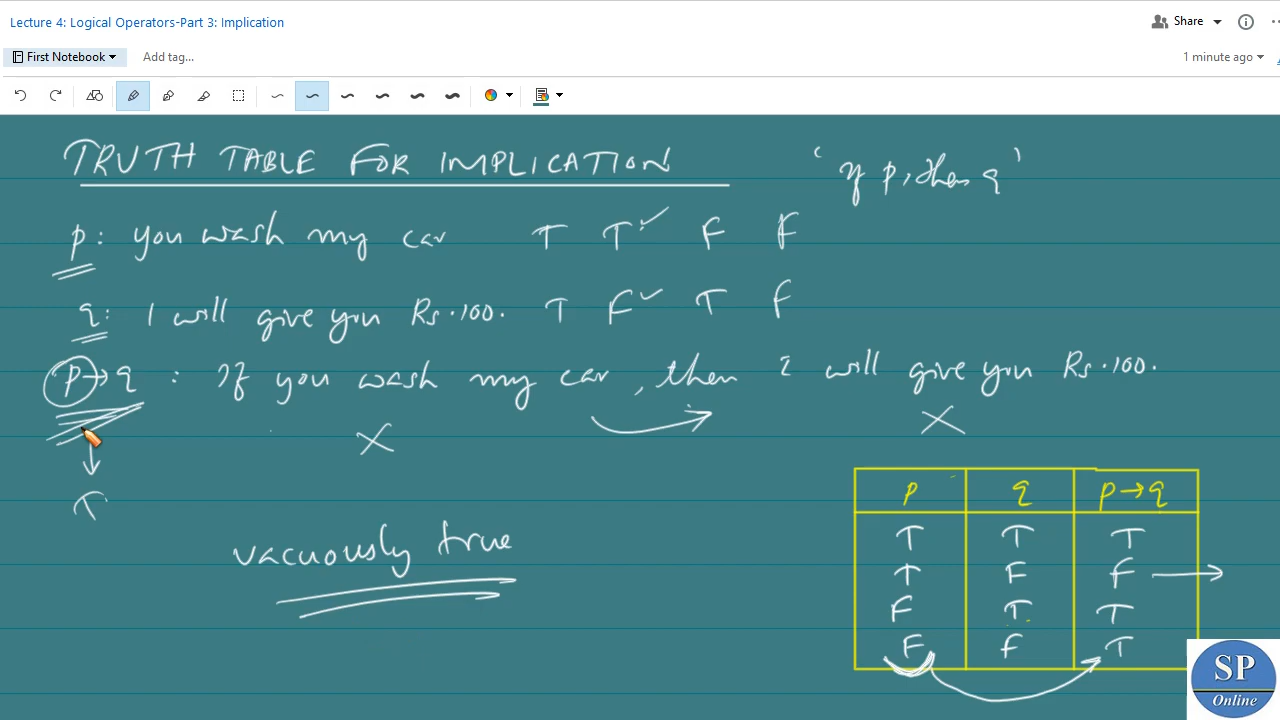 Lecture 4: Logical Operators-Part 3: Implication
Share
First Notebook
Add tag...
1 minute ago
TRUTH TABLE FOR IMPLICATION
'if p, then q'
p: you wash my car T T F F
q: I will give you Rs.100. T F T F
p→q : If you wash my car, then I will give you Rs.100.
T
vacuously true
p q p→q
T T T
T F F
F T T
F F T
SP
Online